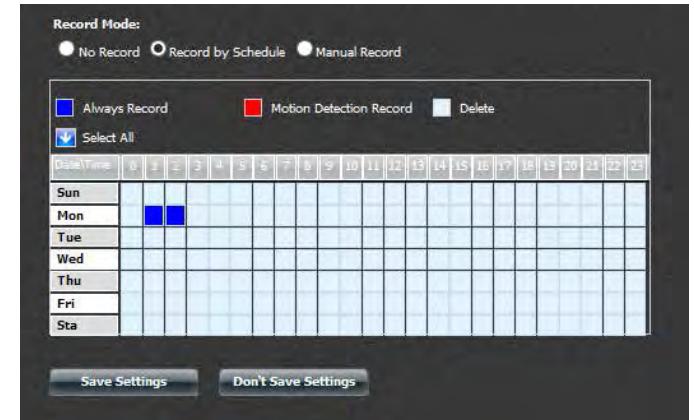 Record Mode:
No Record Record by Schedule Manual Record
Always Record Motion Detection Record Delete
Select All
Date\Time 0 1 2 3 4 5 6 7 8 9 10 11 12 13 14 15 16 17 18 19 20 21 22 23
Sun
Mon
Tue
Wed
Thu
Fri
Sta
Save Settings Don't Save Settings